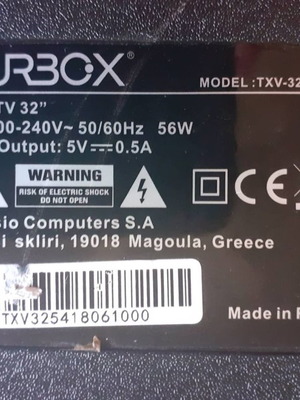 URBOX®
MODEL:TXV-32
TV 32"
00-240V~ 50/60Hz 56W
Output: 5V⎓0.5A
WARNING
RISK OF ELECTRIC SHOCK
DO NOT OPEN
CE
sio Computers S.A
i skliri, 19018 Magoula, Greece
TXV325418061000
Made in